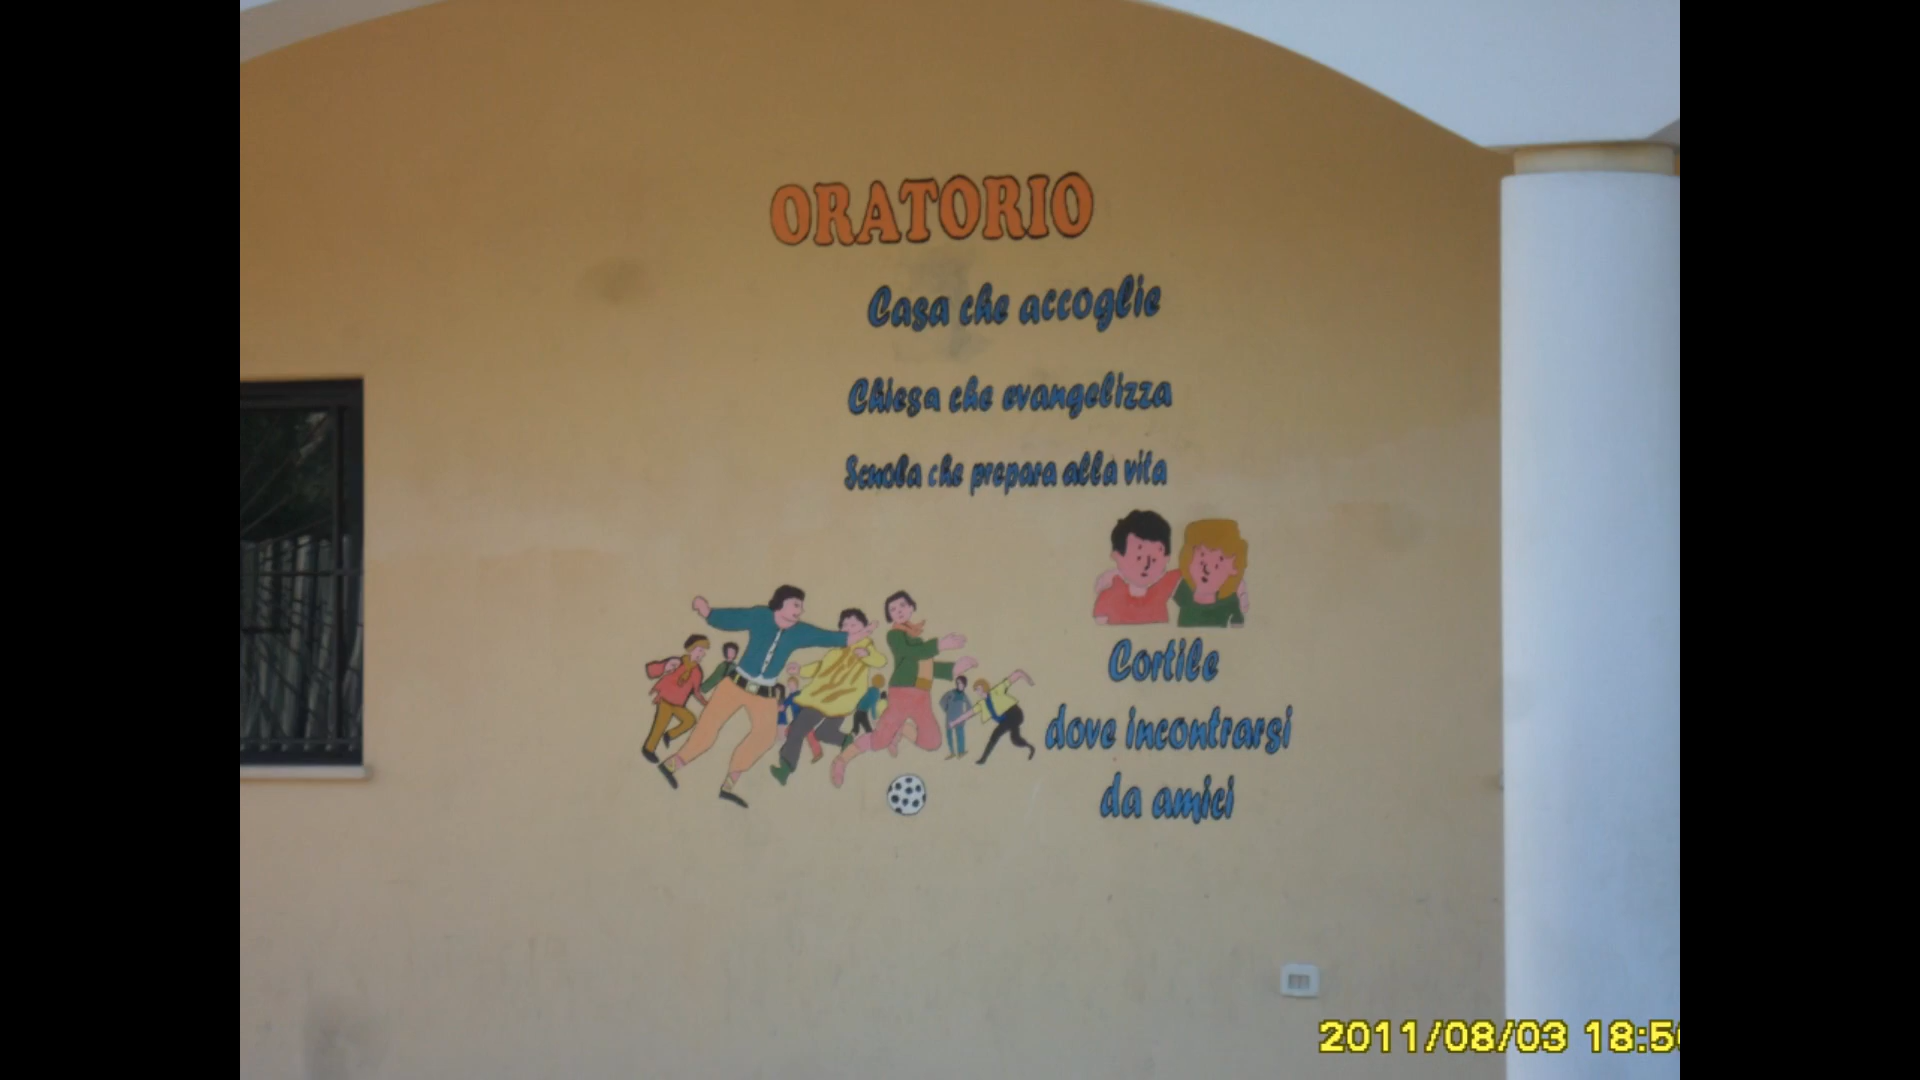 ORATORIO
Casa che accoglie
Chiesa che evangelizza
Scuola che prepara alla vita
Cortile
dove incontrarsi
da amici
2011/08/03 18:5